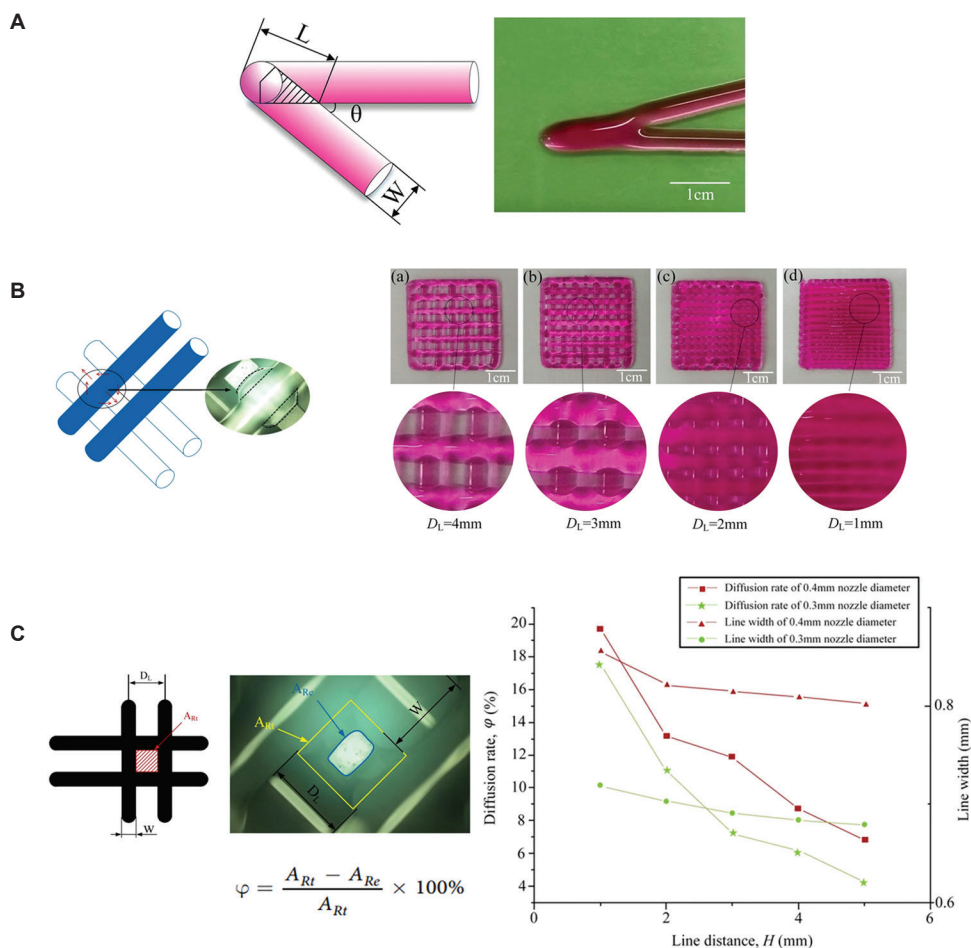 A
L
θ
W
1cm
B
(a)
(b)
(c)
(d)
1cm
1cm
1cm
1cm
D_L=4mm
D_L=3mm
D_L=2mm
D_L=1mm
C
D_L
A_Rt
W
A_Re
A_Rt
W
D_L
φ = (A_Rt − A_Re) / A_Rt × 100%
Diffusion rate of 0.4mm nozzle diameter
Diffusion rate of 0.3mm nozzle diameter
Line width of 0.4mm nozzle diameter
Line width of 0.3mm nozzle diameter
Diffusion rate, φ (%)
20
18
16
14
12
10
8
6
4
0.8
0.6
Line width (mm)
0
2
4
6
Line distance, H (mm)